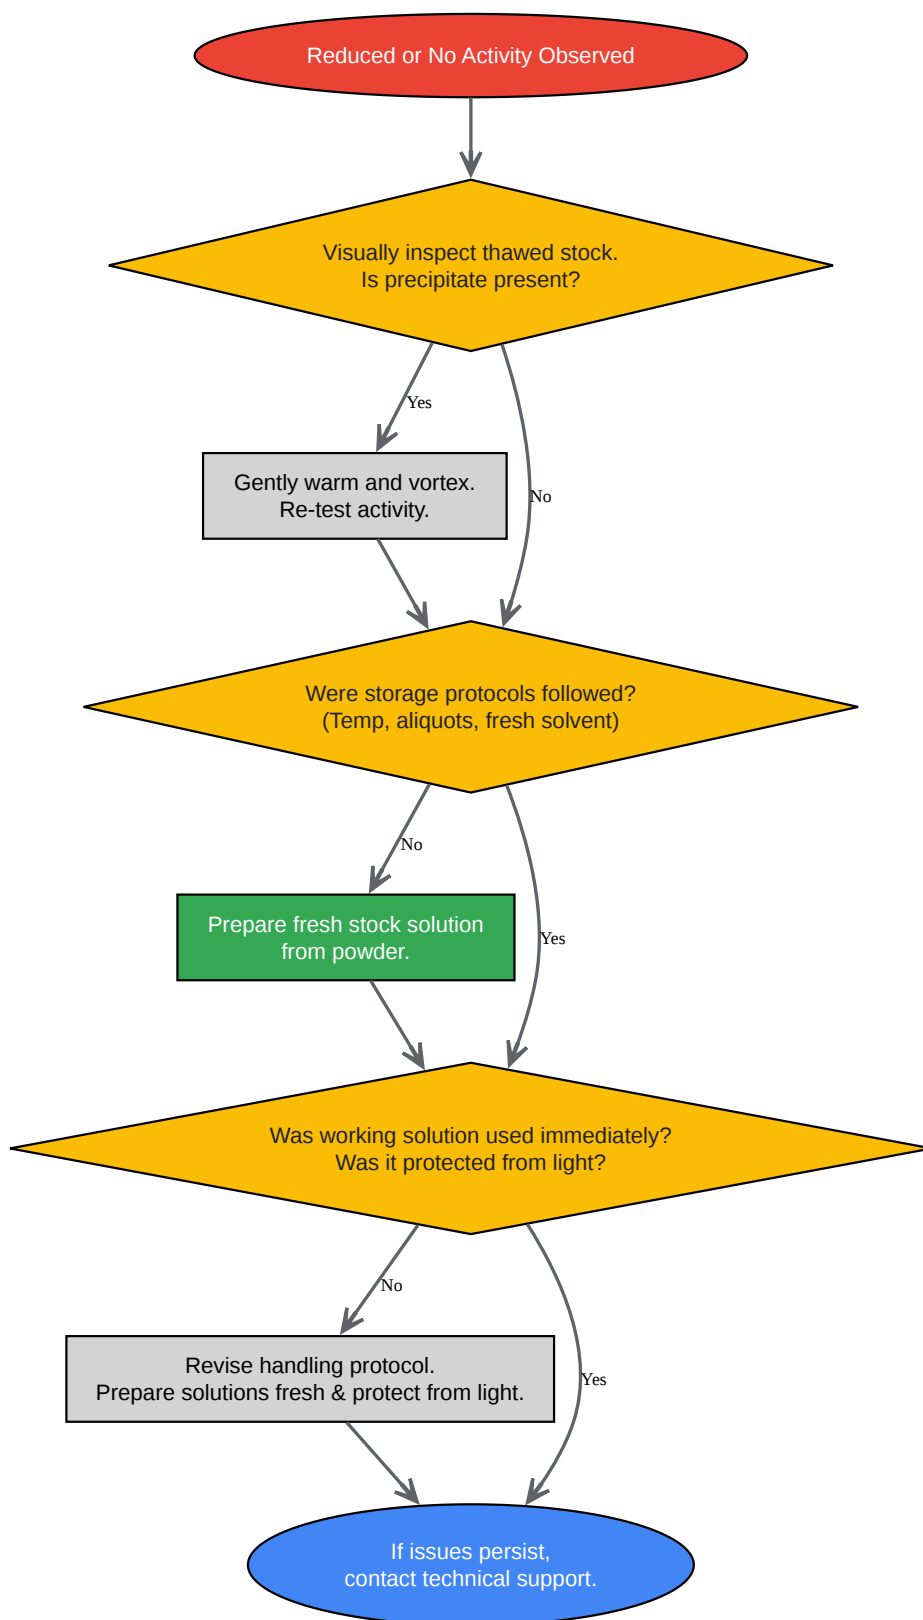 Reduced or No Activity Observed
Visually inspect thawed stock.
Is precipitate present?
Yes
Gently warm and vortex.
Re-test activity.
No
Were storage protocols followed?
(Temp, aliquots, fresh solvent)
No
Prepare fresh stock solution
from powder.
Yes
Was working solution used immediately?
Was it protected from light?
No
Revise handling protocol.
Prepare solutions fresh & protect from light.
Yes
If issues persist,
contact technical support.